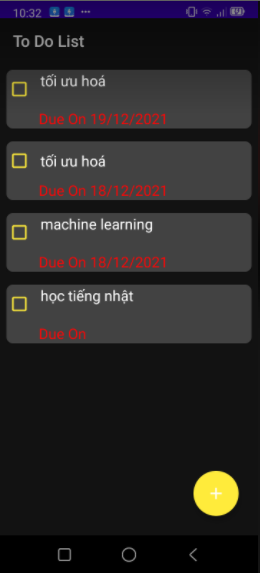 10:32
To Do List
tối ưu hoá
Due On 19/12/2021
tối ưu hoá
Due On 18/12/2021
machine learning
Due On 18/12/2021
học tiếng nhật
Due On
+